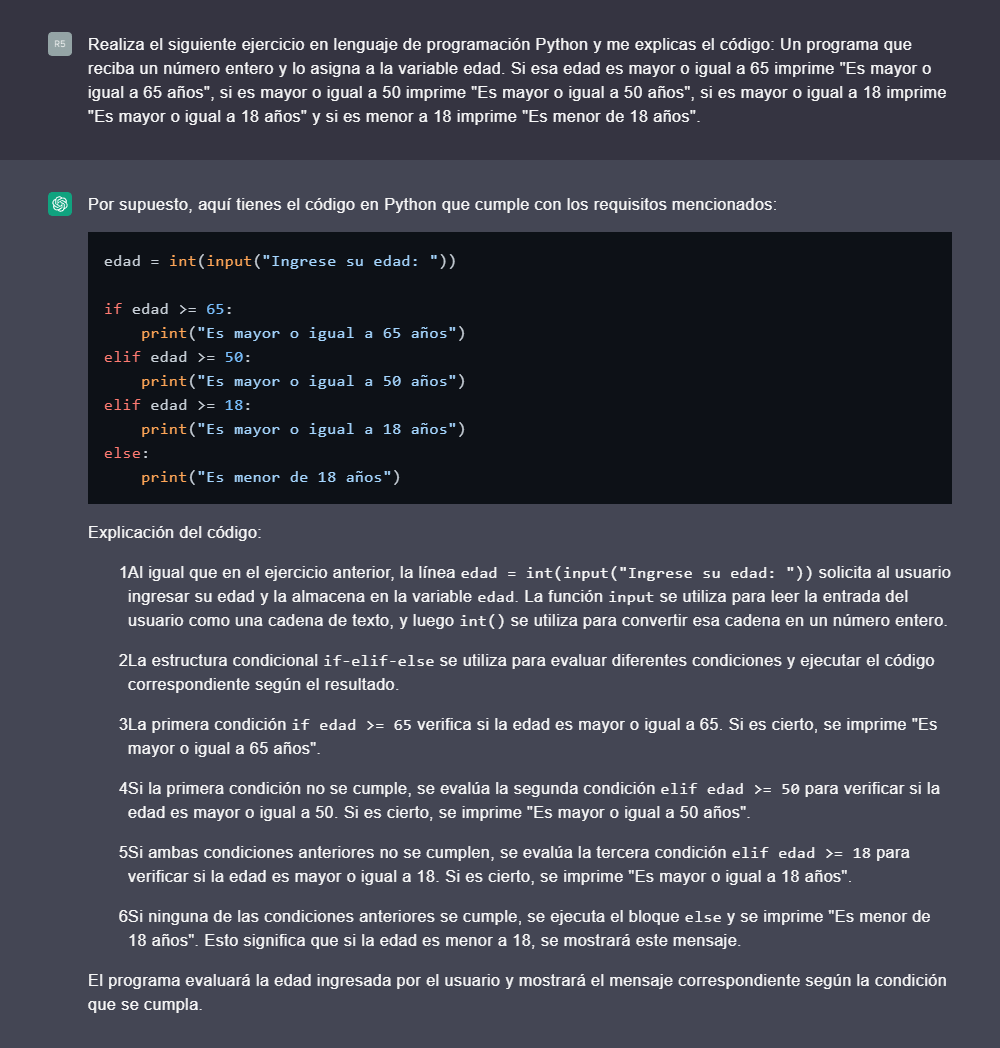 R5
Realiza el siguiente ejercicio en lenguaje de programación Python y me explicas el código: Un programa que
reciba un número entero y lo asigna a la variable edad. Si esa edad es mayor o igual a 65 imprime "Es mayor o
igual a 65 años", si es mayor o igual a 50 imprime "Es mayor o igual a 50 años", si es mayor o igual a 18 imprime
"Es mayor o igual a 18 años" y si es menor a 18 imprime "Es menor de 18 años".
Por supuesto, aquí tienes el código en Python que cumple con los requisitos mencionados:
edad = int(input("Ingrese su edad: "))
if edad >= 65:
    print("Es mayor o igual a 65 años")
elif edad >= 50:
    print("Es mayor o igual a 50 años")
elif edad >= 18:
    print("Es mayor o igual a 18 años")
else:
    print("Es menor de 18 años")
Explicación del código:
1Al igual que en el ejercicio anterior, la línea edad = int(input("Ingrese su edad: ")) solicita al usuario
ingresar su edad y la almacena en la variable edad. La función input se utiliza para leer la entrada del
usuario como una cadena de texto, y luego int() se utiliza para convertir esa cadena en un número entero.
2La estructura condicional if-elif-else se utiliza para evaluar diferentes condiciones y ejecutar el código
correspondiente según el resultado.
3La primera condición if edad >= 65 verifica si la edad es mayor o igual a 65. Si es cierto, se imprime "Es
mayor o igual a 65 años".
4Si la primera condición no se cumple, se evalúa la segunda condición elif edad >= 50 para verificar si la
edad es mayor o igual a 50. Si es cierto, se imprime "Es mayor o igual a 50 años".
5Si ambas condiciones anteriores no se cumplen, se evalúa la tercera condición elif edad >= 18 para
verificar si la edad es mayor o igual a 18. Si es cierto, se imprime "Es mayor o igual a 18 años".
6Si ninguna de las condiciones anteriores se cumple, se ejecuta el bloque else y se imprime "Es menor de
18 años". Esto significa que si la edad es menor a 18, se mostrará este mensaje.
El programa evaluará la edad ingresada por el usuario y mostrará el mensaje correspondiente según la condición
que se cumpla.